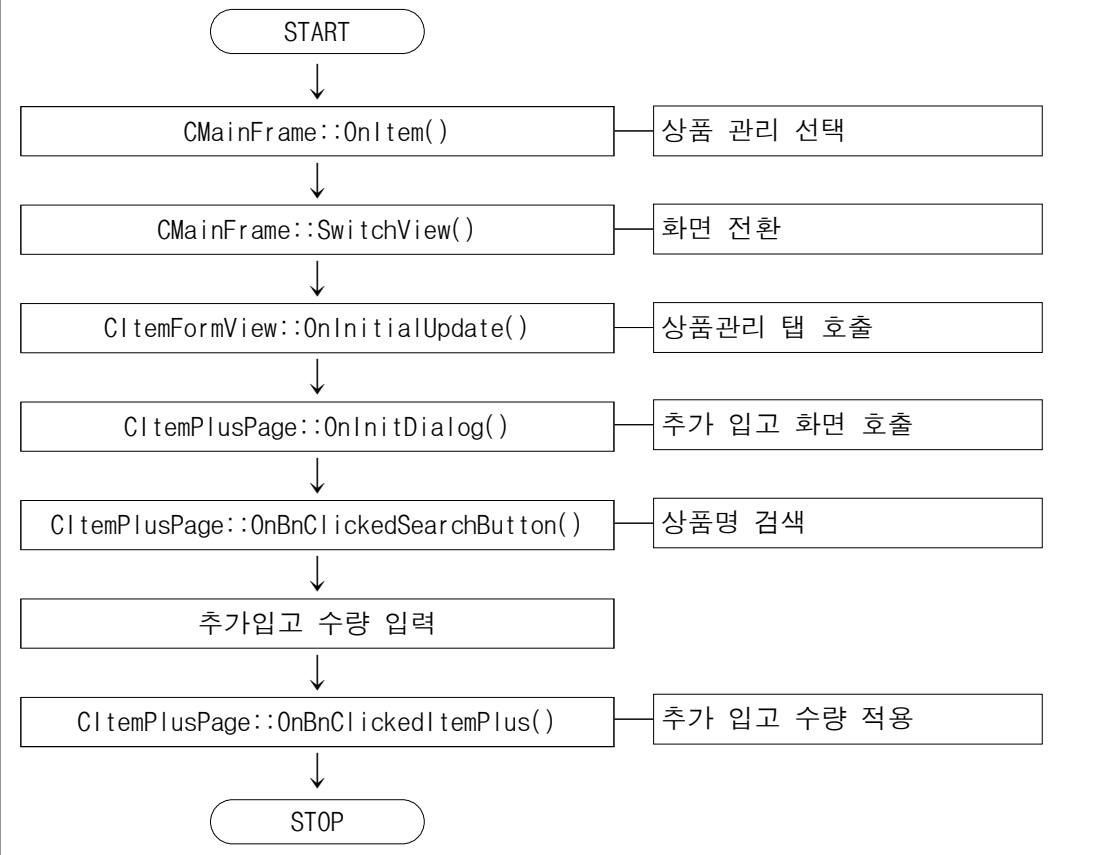 START
CMainFrame::OnItem()
상품 관리 선택
CMainFrame::SwitchView()
화면 전환
CItemFormView::OnInitialUpdate()
상품관리 탭 호출
CItemPlusPage::OnInitDialog()
추가 입고 화면 호출
CItemPlusPage::OnBnClickedSearchButton()
상품명 검색
추가입고 수량 입력
CItemPlusPage::OnBnClickedItemPlus()
추가 입고 수량 적용
STOP